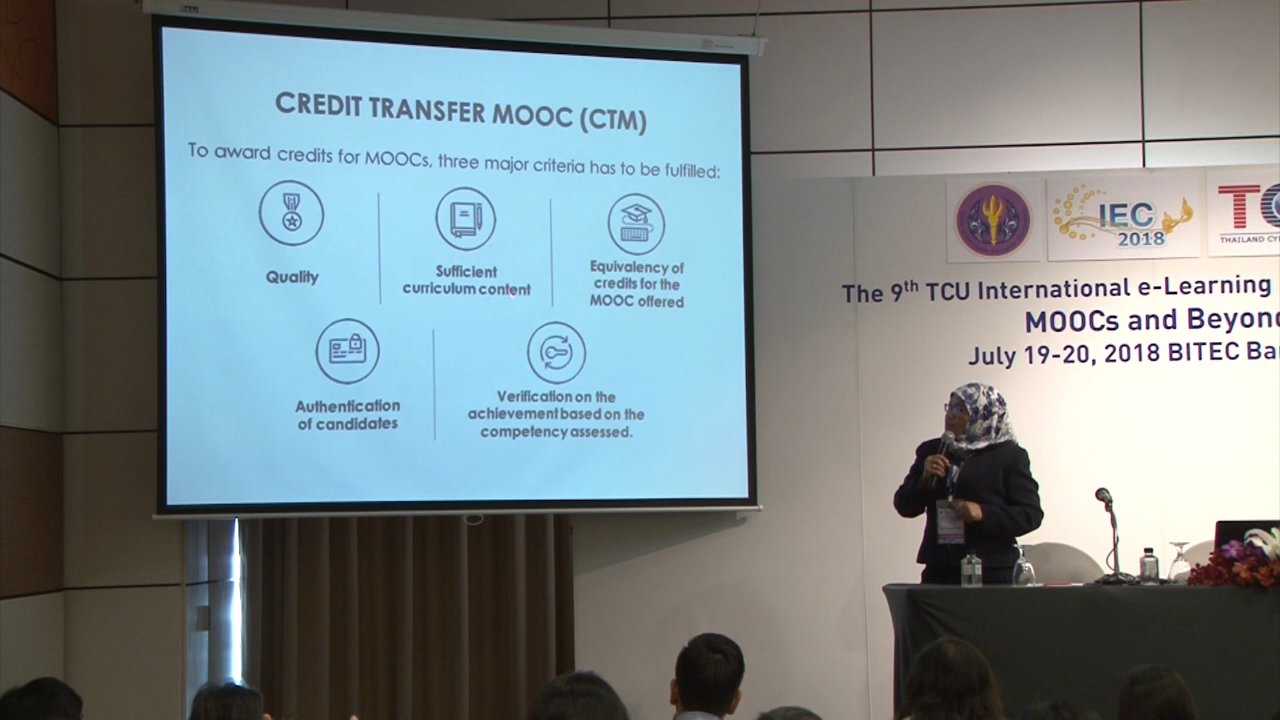 CREDIT TRANSFER MOOC (CTM)
To award credits for MOOCs, three major criteria has to be fulfilled:
Quality
Sufficient
curriculum content
Equivalency of
credits for the
MOOC offered
Authentication
of candidates
Verification on the
achievement based on the
competency assessed.
IEC
2018
THAILAND
The 9th TCU International e-Learning
MOOCs and Beyond
July 19-20, 2018 BITEC